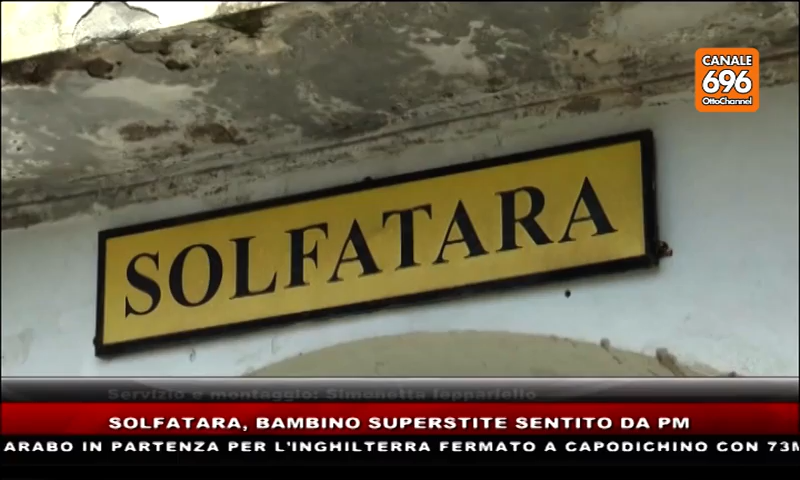 CANALE
696
OttoChannel
SOLFATARA
Servizio e montaggio: Simonetta Ieppariello
SOLFATARA, BAMBINO SUPERSTITE SENTITO DA PM
ARABO IN PARTENZA PER L'INGHILTERRA FERMATO A CAPODICHINO CON 73M